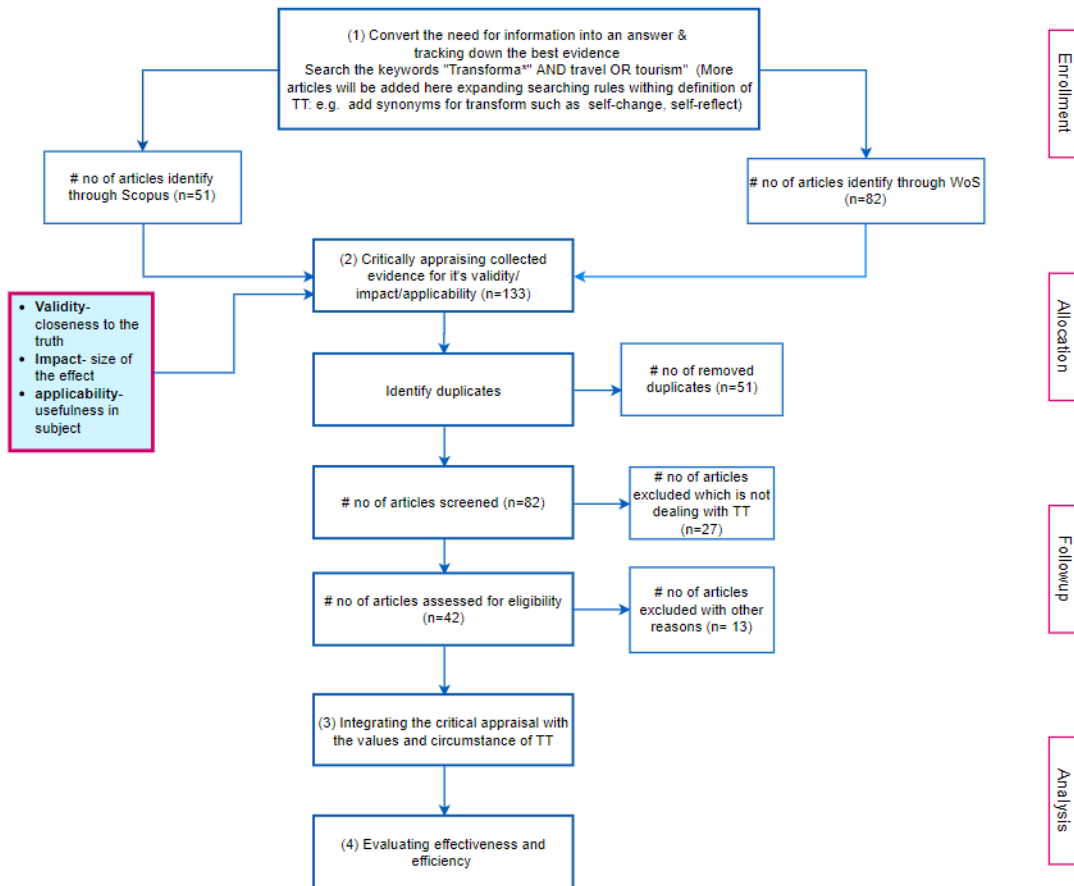 (1) Convert the need for information into an answer &
tracking down the best evidence
Search the keywords "Transforma*" AND travel OR tourism" (More
articles will be added here expanding searching rules withing definition of
TT: e.g. add synonyms for transform such as self-change, self-reflect)
Enrollment
# no of articles identify
through Scopus (n=51)
# no of articles identify through WoS
(n=82)
(2) Critically appraising collected
evidence for it's validity/
impact/applicability (n=133)
• Validity-
closeness to the
truth
• Impact- size of
the effect
• applicability-
usefulness in
subject
Allocation
Identify duplicates
# no of removed
duplicates (n=51)
# no of articles screened (n=82)
# no of articles
excluded which is not
dealing with TT
(n=27)
Followup
# no of articles assessed for eligibility
(n=42)
# no of articles
excluded with other
reasons (n= 13)
(3) Integrating the critical appraisal with
the values and circumstance of TT
Analysis
(4) Evaluating effectiveness and
efficiency